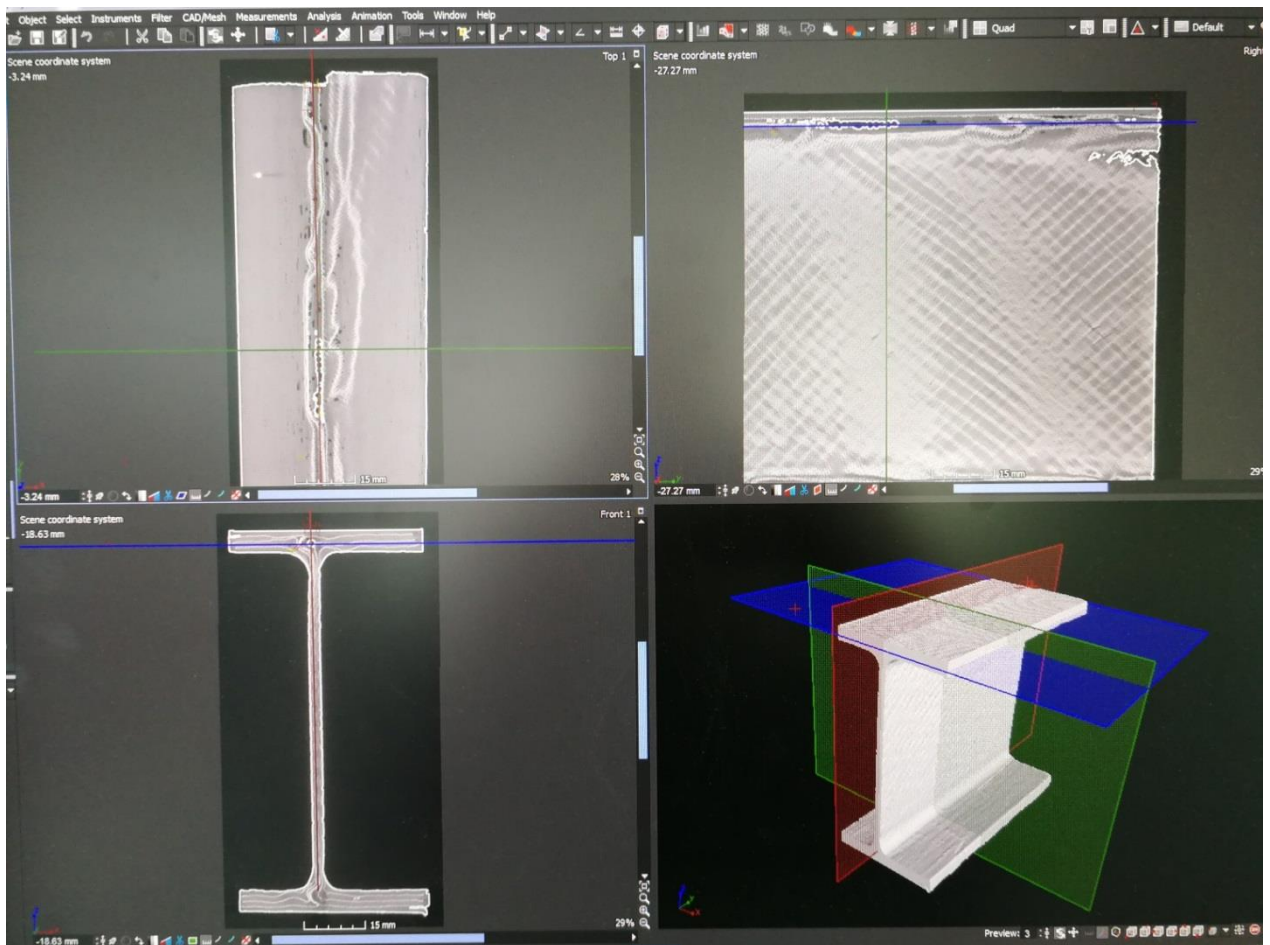 Object Select Instruments Filter CAD/Mesh Measurements Analysis Animation Tools Window Help
Quad
Default
Scene coordinate system
-3.24 mm
Top 1
15 mm
28%
-3.24 mm
Scene coordinate system
-27.27 mm
Right
15 mm
29%
-27.27 mm
Scene coordinate system
-18.63 mm
Front 1
15 mm
29%
-18.63 mm
Preview: 3